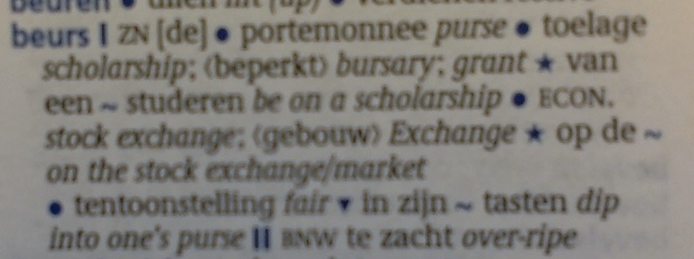 beuren
beurs I ZN [de] • portemonnee purse • toelage
scholarship; ⟨beperkt⟩ bursary; grant ★ van
een ~ studeren be on a scholarship • ECON.
stock exchange; ⟨gebouw⟩ Exchange ★ op de ~
on the stock exchange/market
• tentoonstelling fair ▼ in zijn ~ tasten dip
into one's purse II BNW te zacht over-ripe